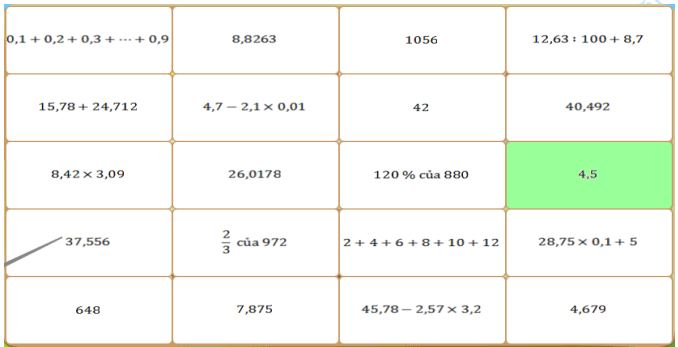 0,1 + 0,2 + 0,3 + ⋯ + 0,9
8,8263
1056
12,63 : 100 + 8,7
15,78 + 24,712
4,7 − 2,1 × 0,01
42
40,492
8,42 × 3,09
26,0178
120 % của 880
4,5
37,556
2/3 của 972
2 + 4 + 6 + 8 + 10 + 12
28,75 × 0,1 + 5
648
7,875
45,78 − 2,57 × 3,2
4,679